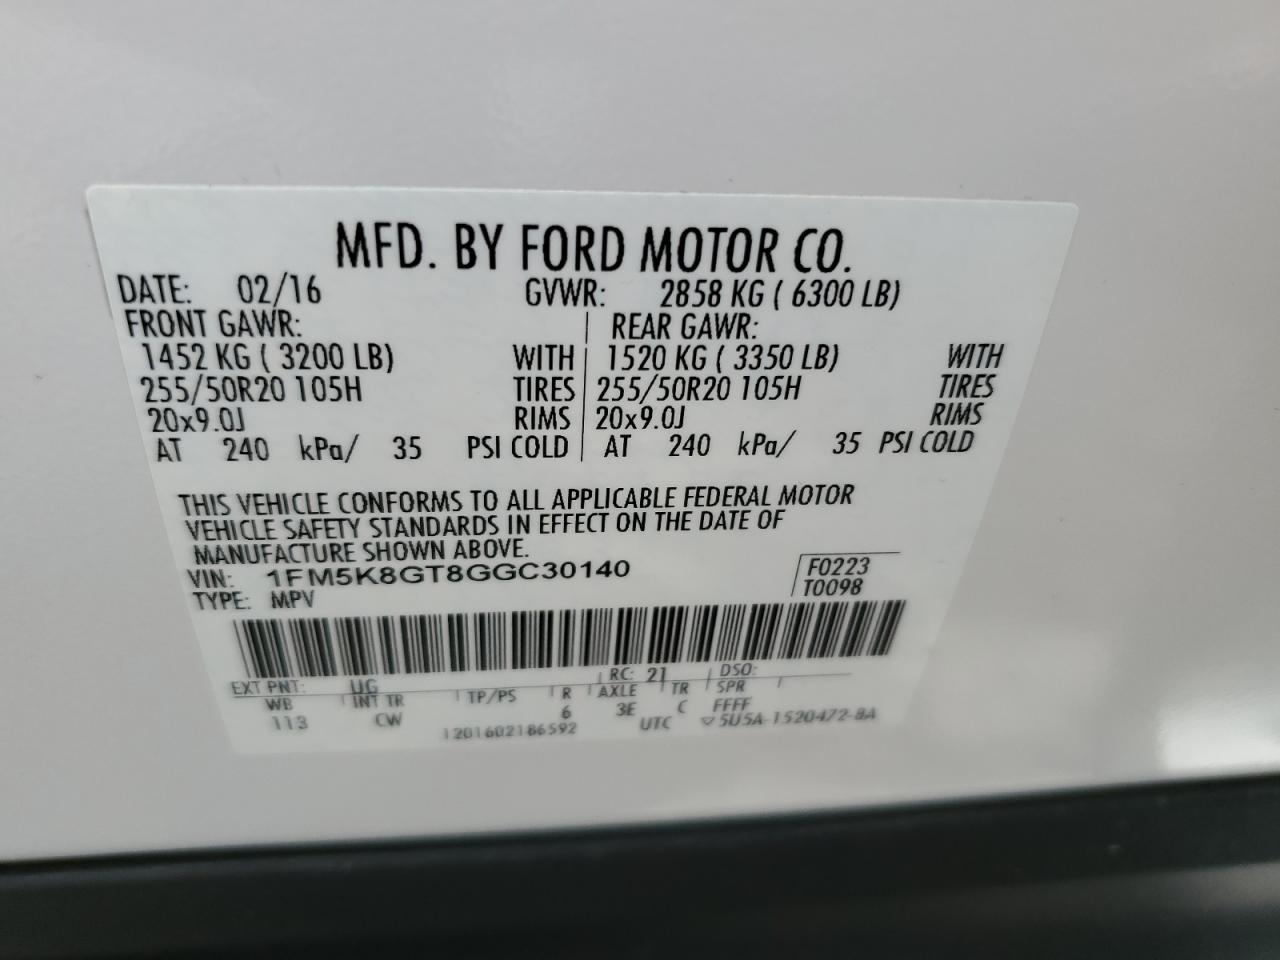 MFD. BY FORD MOTOR CO.
DATE: 02/16 GVWR: 2858 KG ( 6300 LB)
FRONT GAWR: REAR GAWR:
1452 KG ( 3200 LB) WITH 1520 KG ( 3350 LB) WITH
255/50R20 105H TIRES 255/50R20 105H TIRES
20x9.0J RIMS 20x9.0J RIMS
AT 240 kPa/ 35 PSI COLD AT 240 kPa/ 35 PSI COLD
THIS VEHICLE CONFORMS TO ALL APPLICABLE FEDERAL MOTOR
VEHICLE SAFETY STANDARDS IN EFFECT ON THE DATE OF
MANUFACTURE SHOWN ABOVE.
VIN: 1FM5K8GT8GGC30140 F0223
TYPE: MPV T0098
EXT PNT: UG RC: 21 DSO:
WB INT TR TP/PS R AXLE TR SPR
113 CW 6 3E C FFFF
1201602186592 UTC ▽5U5A-1520472-BA